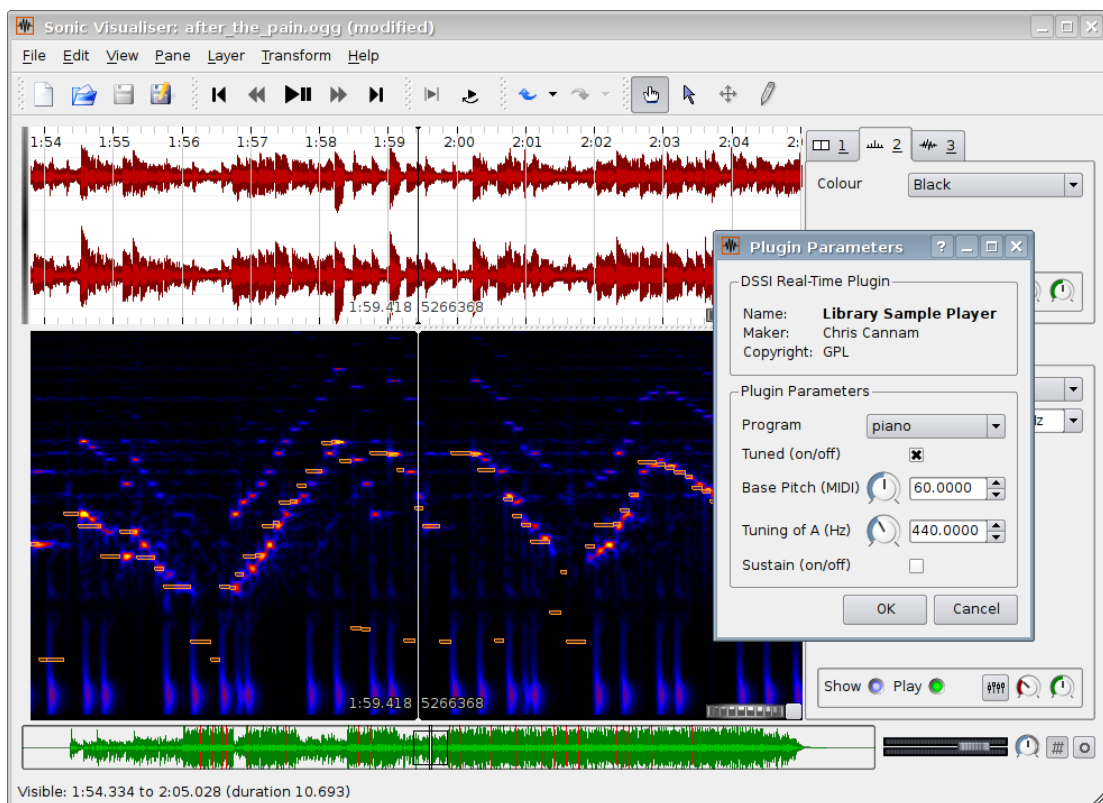 Sonic Visualiser: after_the_pain.ogg (modified)
File Edit View Pane Layer Transform Help
1:54 1:55 1:56 1:57 1:58 1:59 2:00 2:01 2:02 2:03 2:04
1 2 3
Colour Black
1:59.418 5266368
Plugin Parameters ?
DSSI Real-Time Plugin
Name: Library Sample Player
Maker: Chris Cannam
Copyright: GPL
Plugin Parameters
Program piano
Tuned (on/off)
Base Pitch (MIDI) 60.0000
Tuning of A (Hz) 440.0000
Sustain (on/off)
OK Cancel
Show Play
1:59.418 5266368
Visible: 1:54.334 to 2:05.028 (duration 10.693)